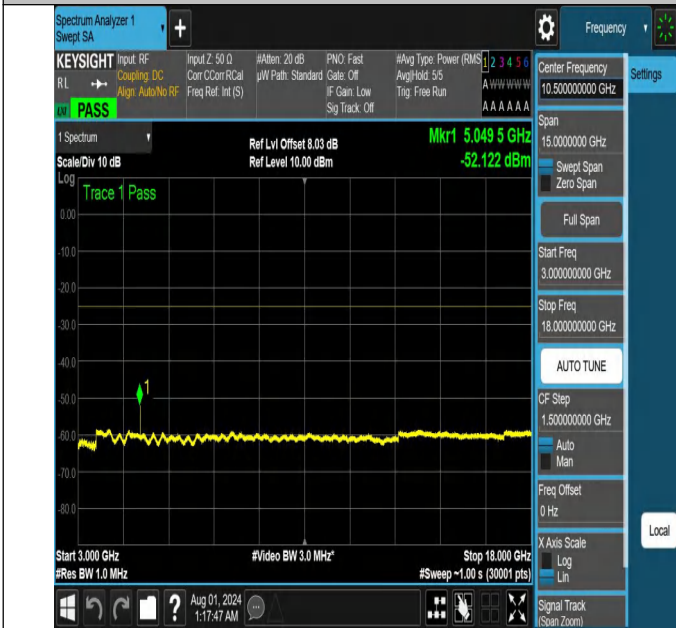 Spectrum Analyzer 1
Swept SA
+
Frequency
KEYSIGHT
RL
PASS
Input: RF
Coupling: DC
Align: Auto/No RF
Input Z: 50 Ω
Corr CCorr RCal
Freq Ref: Int (S)
#Atten: 20 dB
µW Path: Standard
PNO: Fast
Gate: Off
IF Gain: Low
Sig Track: Off
#Avg Type: Power (RMS
Avg|Hold: 5/5
Trig: Free Run
1 2 3 4 5 6
A W W W W W
A A A A A A
1 Spectrum
Scale/Div 10 dB
Log
Ref Lvl Offset 8.03 dB
Ref Level 10.00 dBm
Mkr1 5.049 5 GHz
-52.122 dBm
Trace 1 Pass
0.00
-10.0
-20.0
-30.0
-40.0
1
-50.0
-60.0
-70.0
-80.0
Start 3.000 GHz
#Res BW 1.0 MHz
#Video BW 3.0 MHz*
Stop 18.000 GHz
#Sweep ~1.00 s (30001 pts)
Center Frequency
10.500000000 GHz
Settings
Span
15.0000000 GHz
Swept Span
Zero Span
Full Span
Start Freq
3.000000000 GHz
Stop Freq
18.000000000 GHz
AUTO TUNE
CF Step
1.500000000 GHz
Auto
Man
Freq Offset
0 Hz
X Axis Scale
Log
Lin
Local
Signal Track
(Span Zoom)
?
Aug 01, 2024
1:17:47 AM